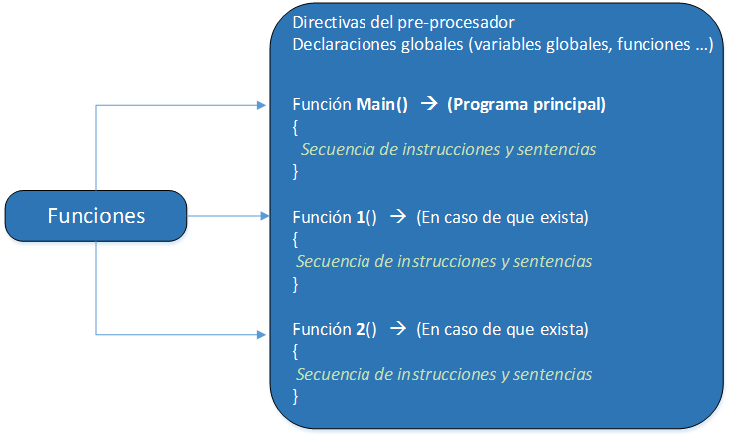 Directivas del pre-procesador
Declaraciones globales (variables globales, funciones ...)
Función Main() → (Programa principal)
{
Secuencia de instrucciones y sentencias
}
Funciones
Función 1() → (En caso de que exista)
{
Secuencia de instrucciones y sentencias
}
Función 2() → (En caso de que exista)
{
Secuencia de instrucciones y sentencias
}